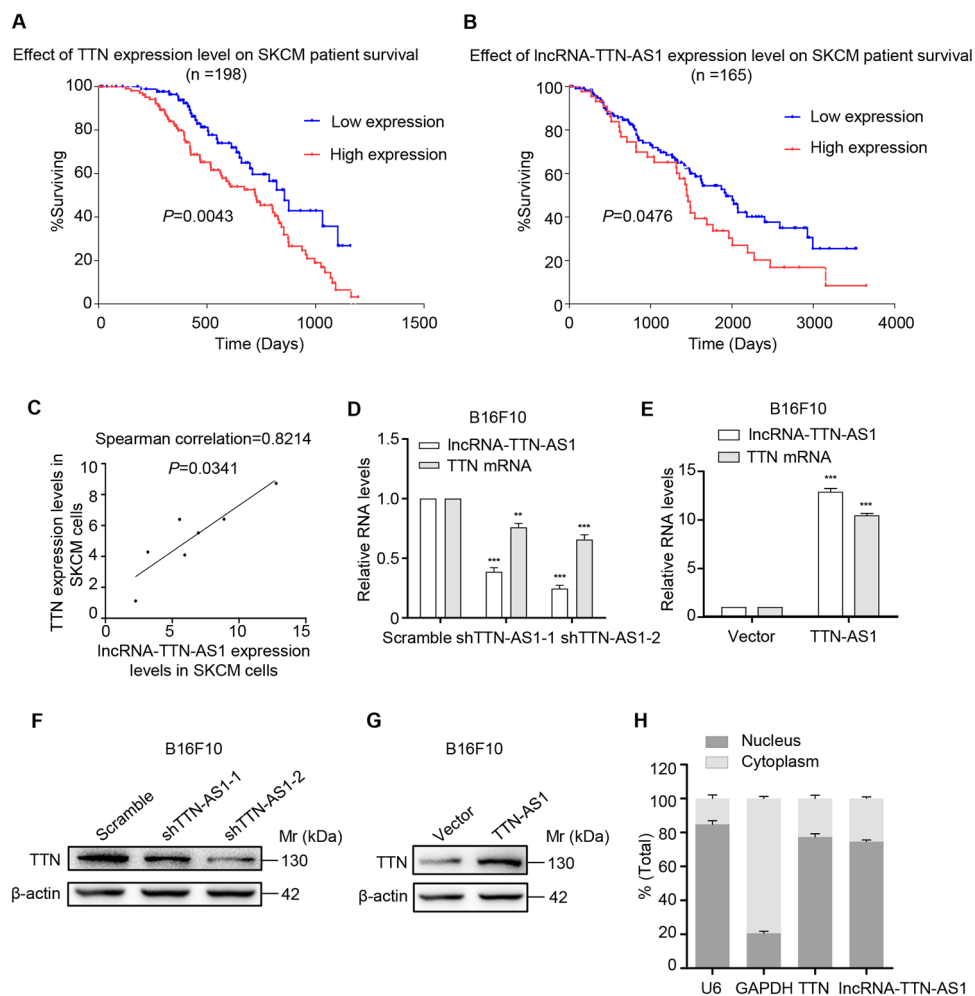 A
Effect of TTN expression level on SKCM patient survival
(n =198)
100
80
60
40
20
0
%Surviving
Low expression
High expression
P=0.0043
0 500 1000 1500
Time (Days)
B
Effect of lncRNA-TTN-AS1 expression level on SKCM patient survival
(n =165)
100
80
60
40
20
0
%Surviving
Low expression
High expression
P=0.0476
0 1000 2000 3000 4000
Time (Days)
C
Spearman correlation=0.8214
P=0.0341
10
8
6
4
2
0
TTN expression levels in
SKCM cells
0 5 10 15
lncRNA-TTN-AS1 expression
levels in SKCM cells
D
B16F10
lncRNA-TTN-AS1
TTN mRNA
1.5
1.0
0.5
0
Relative RNA levels
*** ** *** ***
Scramble shTTN-AS1-1 shTTN-AS1-2
E
B16F10
lncRNA-TTN-AS1
TTN mRNA
15
10
5
0
Relative RNA levels
*** ***
Vector TTN-AS1
F
B16F10
Scramble shTTN-AS1-1 shTTN-AS1-2
Mr (kDa)
TTN 130
β-actin 42
G
B16F10
Vector TTN-AS1
Mr (kDa)
TTN 130
β-actin 42
H
Nucleus
Cytoplasm
120
100
80
60
40
20
0
% (Total)
U6 GAPDH TTN lncRNA-TTN-AS1